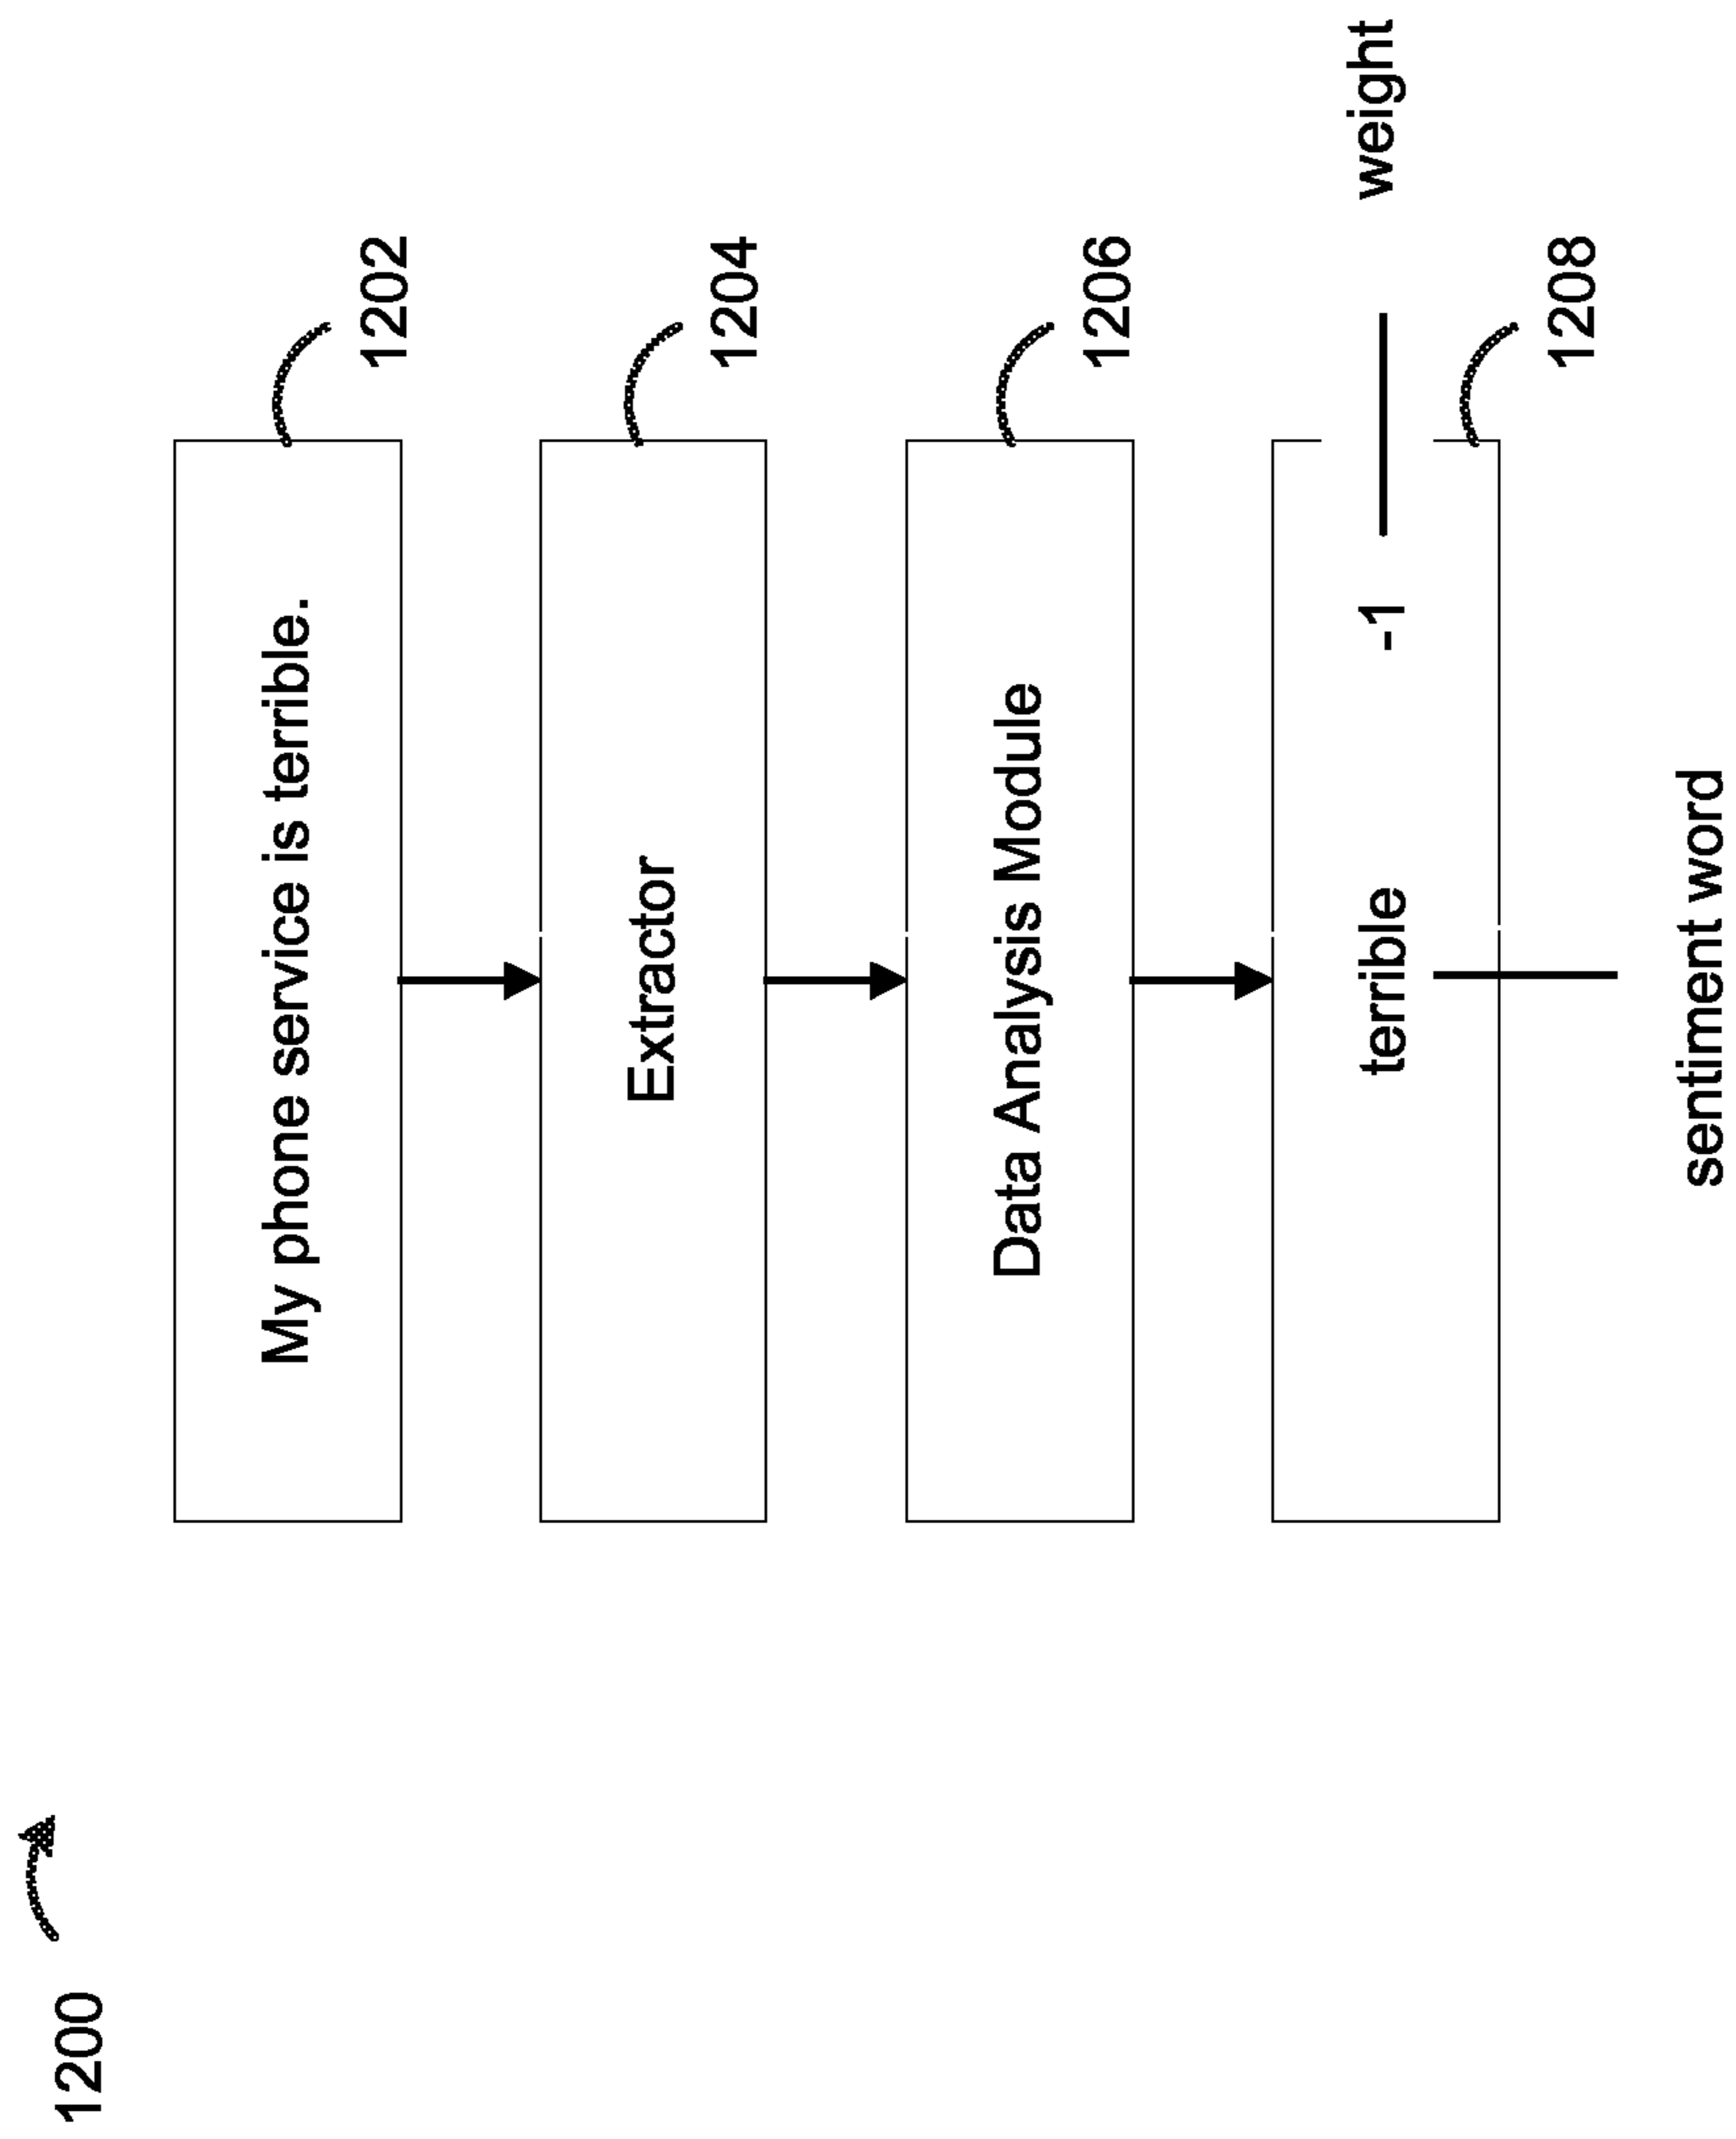 1200
My phone service is terrible.
1202
Extractor
1204
Data Analysis Module
1206
terrible -1 weight
1208
sentiment word